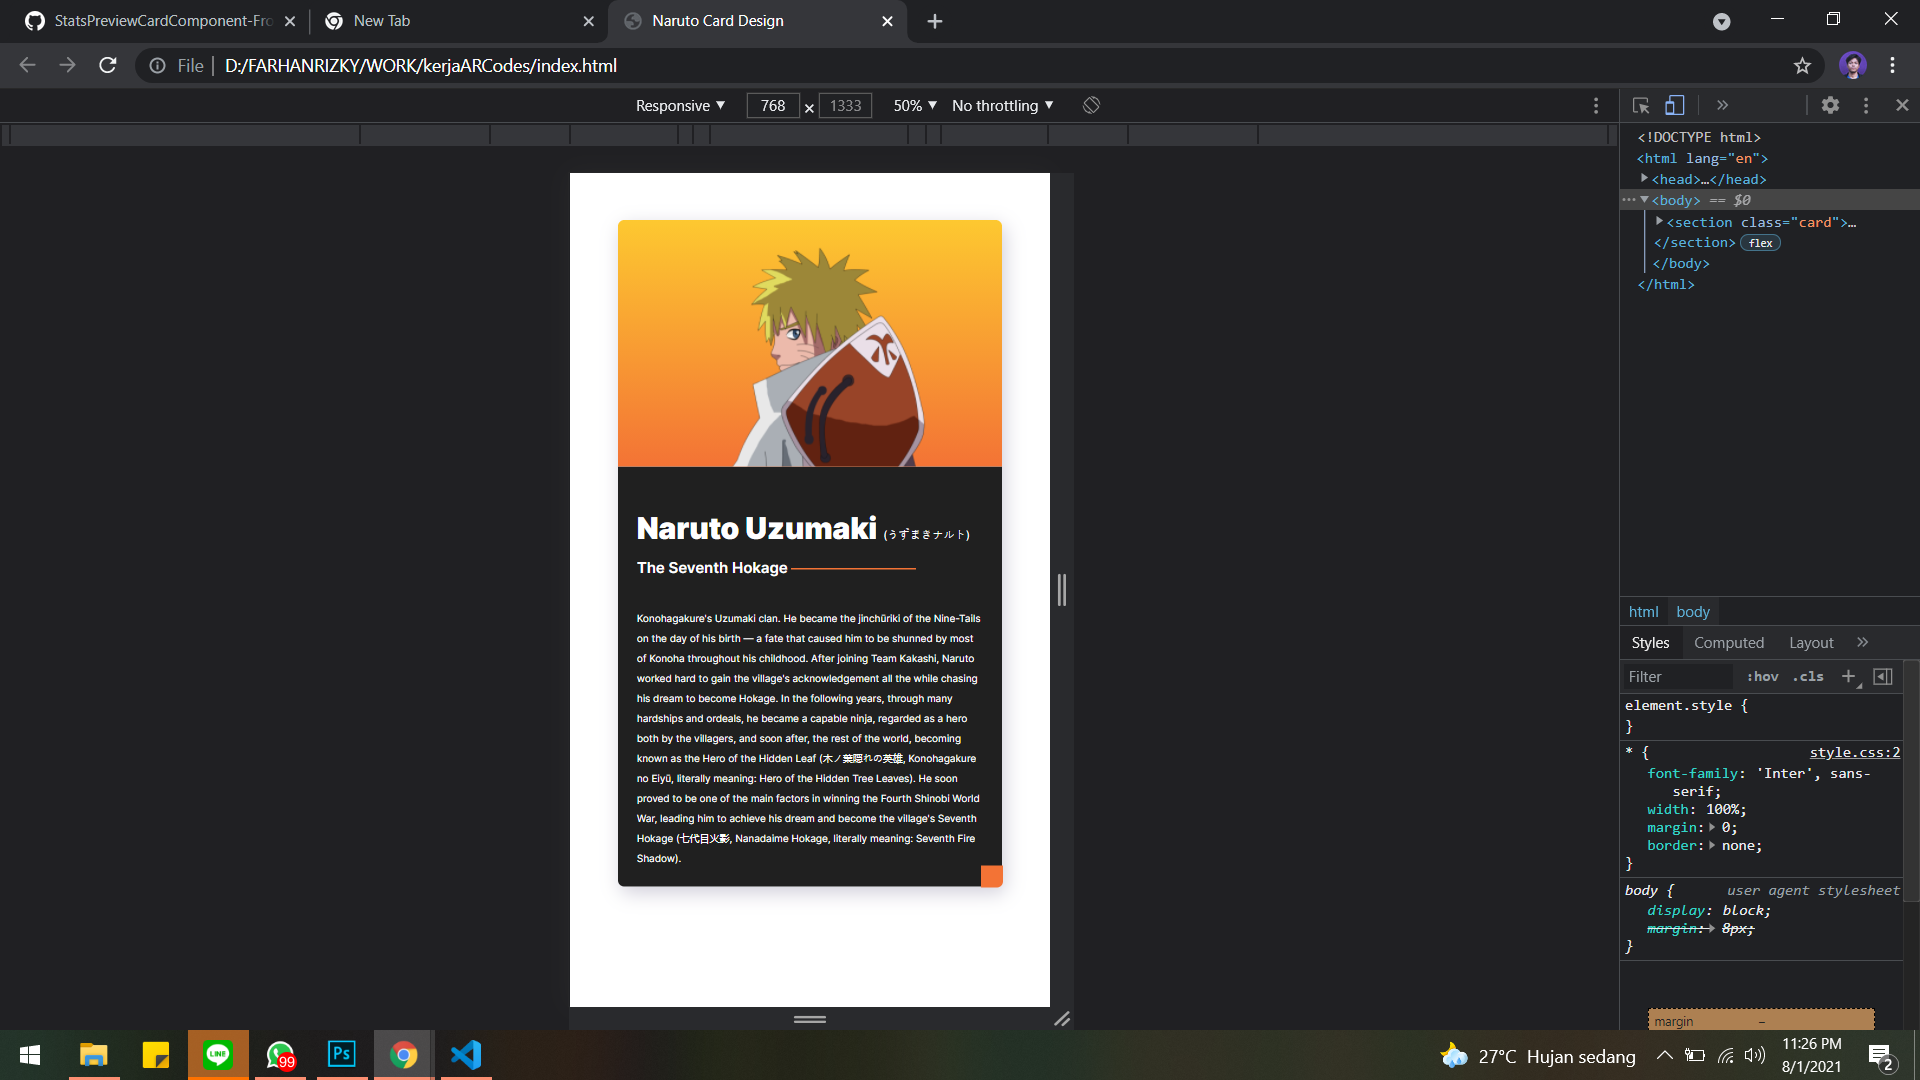 StatsPreviewCardComponent-Fro
New Tab
Naruto Card Design
File
D:/FARHANRIZKY/WORK/kerjaARCodes/index.html
Responsive ▼ 768 × 1333 50% ▼ No throttling ▼
<!DOCTYPE html>
<html lang="en">
<head>…</head>
<body> == $0
<section class="card">…
</section> flex
</body>
</html>
Naruto Uzumaki (うずまきナルト)
The Seventh Hokage
Konohagakure's Uzumaki clan. He became the jinchūriki of the Nine-Tails
on the day of his birth — a fate that caused him to be shunned by most
of Konoha throughout his childhood. After joining Team Kakashi, Naruto
worked hard to gain the village's acknowledgement all the while chasing
his dream to become Hokage. In the following years, through many
hardships and ordeals, he became a capable ninja, regarded as a hero
both by the villagers, and soon after, the rest of the world, becoming
known as the Hero of the Hidden Leaf (木ノ葉隠れの英雄, Konohagakure
no Eiyū, literally meaning: Hero of the Hidden Tree Leaves). He soon
proved to be one of the main factors in winning the Fourth Shinobi World
War, leading him to achieve his dream and become the village's Seventh
Hokage (七代目火影, Nanadaime Hokage, literally meaning: Seventh Fire
Shadow).
html body
Styles Computed Layout
Filter :hov .cls
element.style {
}
* { style.css:2
font-family: 'Inter', sans-
serif;
width: 100%;
margin: 0;
border: none;
}
body { user agent stylesheet
display: block;
margin: 8px;
}
margin –
LINE
99
Ps
27°C Hujan sedang
11:26 PM
8/1/2021
2